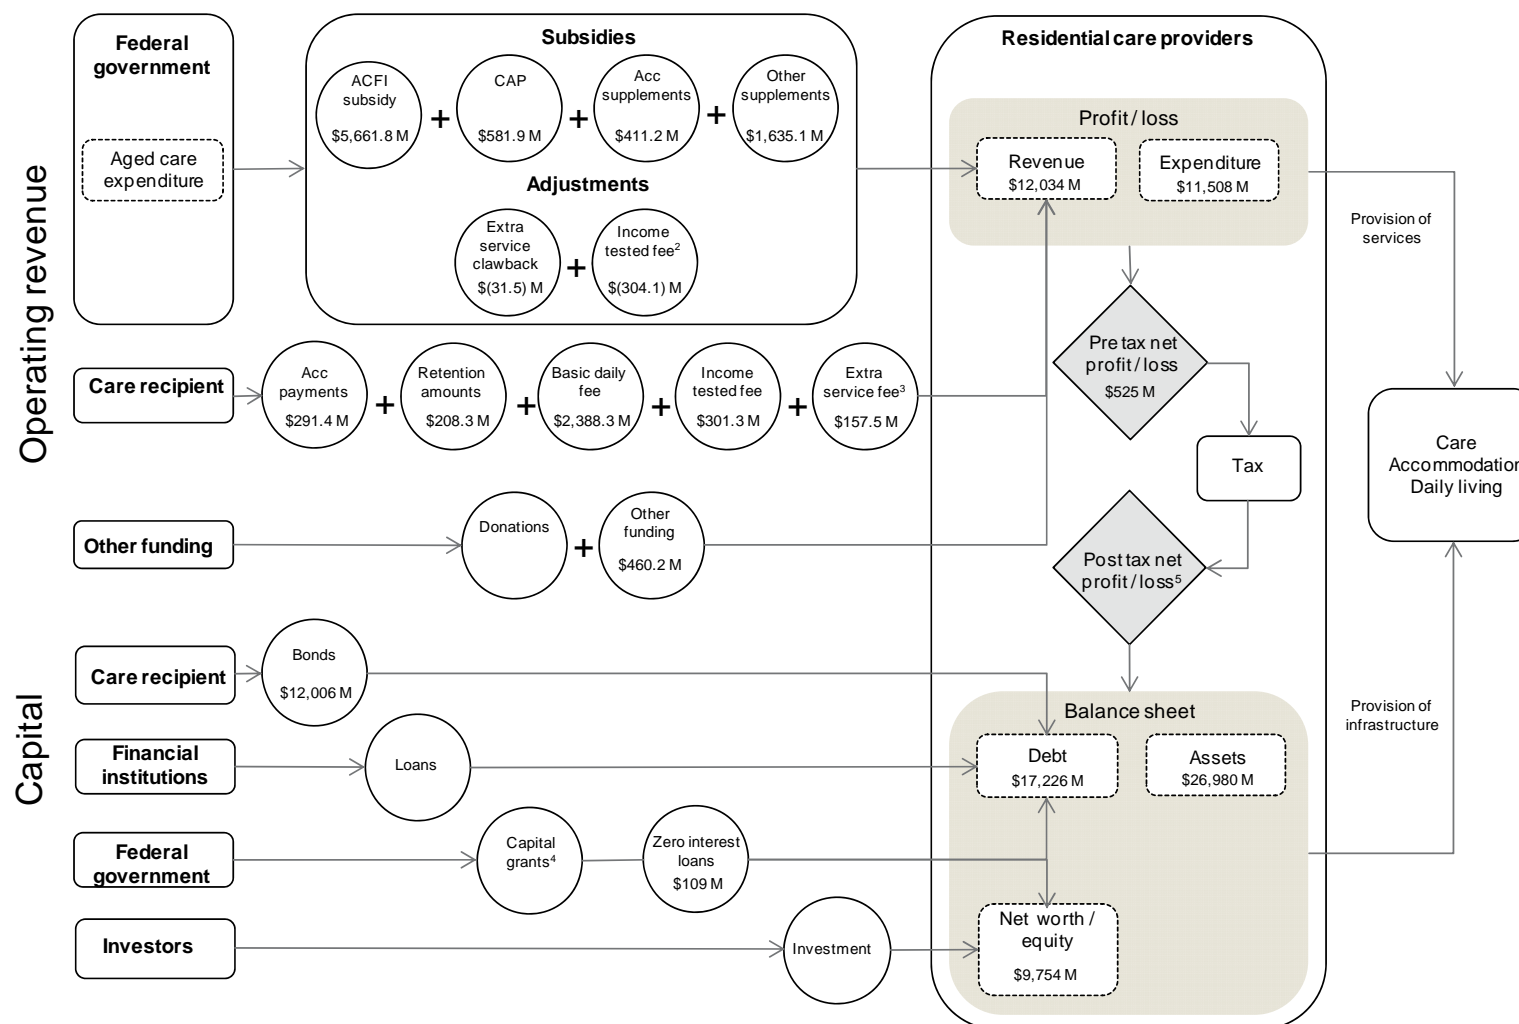 Operating revenue
Federal
government
Aged care
expenditure
Subsidies
ACFI
subsidy
$5,661.8 M
+
CAP
$581.9 M
+
Acc
supplements
$411.2 M
+
Other
supplements
$1,635.1 M
Adjustments
Extra
service
clawback
$(31.5) M
+
Income
tested fee²
$(304.1) M
Care recipient
Acc
payments
$291.4 M
+
Retention
amounts
$208.3 M
+
Basic daily
fee
$2,388.3 M
+
Income
tested fee
$301.3 M
+
Extra
service fee³
$157.5 M
Other funding
Donations
+
Other
funding
$460.2 M
Capital
Care recipient
Bonds
$12,006 M
Financial
institutions
Loans
Federal
government
Capital
grants⁴
Zero interest
loans
$109 M
Investors
Investment
Residential care providers
Profit / loss
Revenue
$12,034 M
Expenditure
$11,508 M
Pre tax net
profit / loss
$525 M
Tax
Post tax net
profit / loss⁵
Balance sheet
Debt
$17,226 M
Assets
$26,980 M
Net worth /
equity
$9,754 M
Provision of
services
Care
Accommodation
Daily living
Provision of
infrastructure